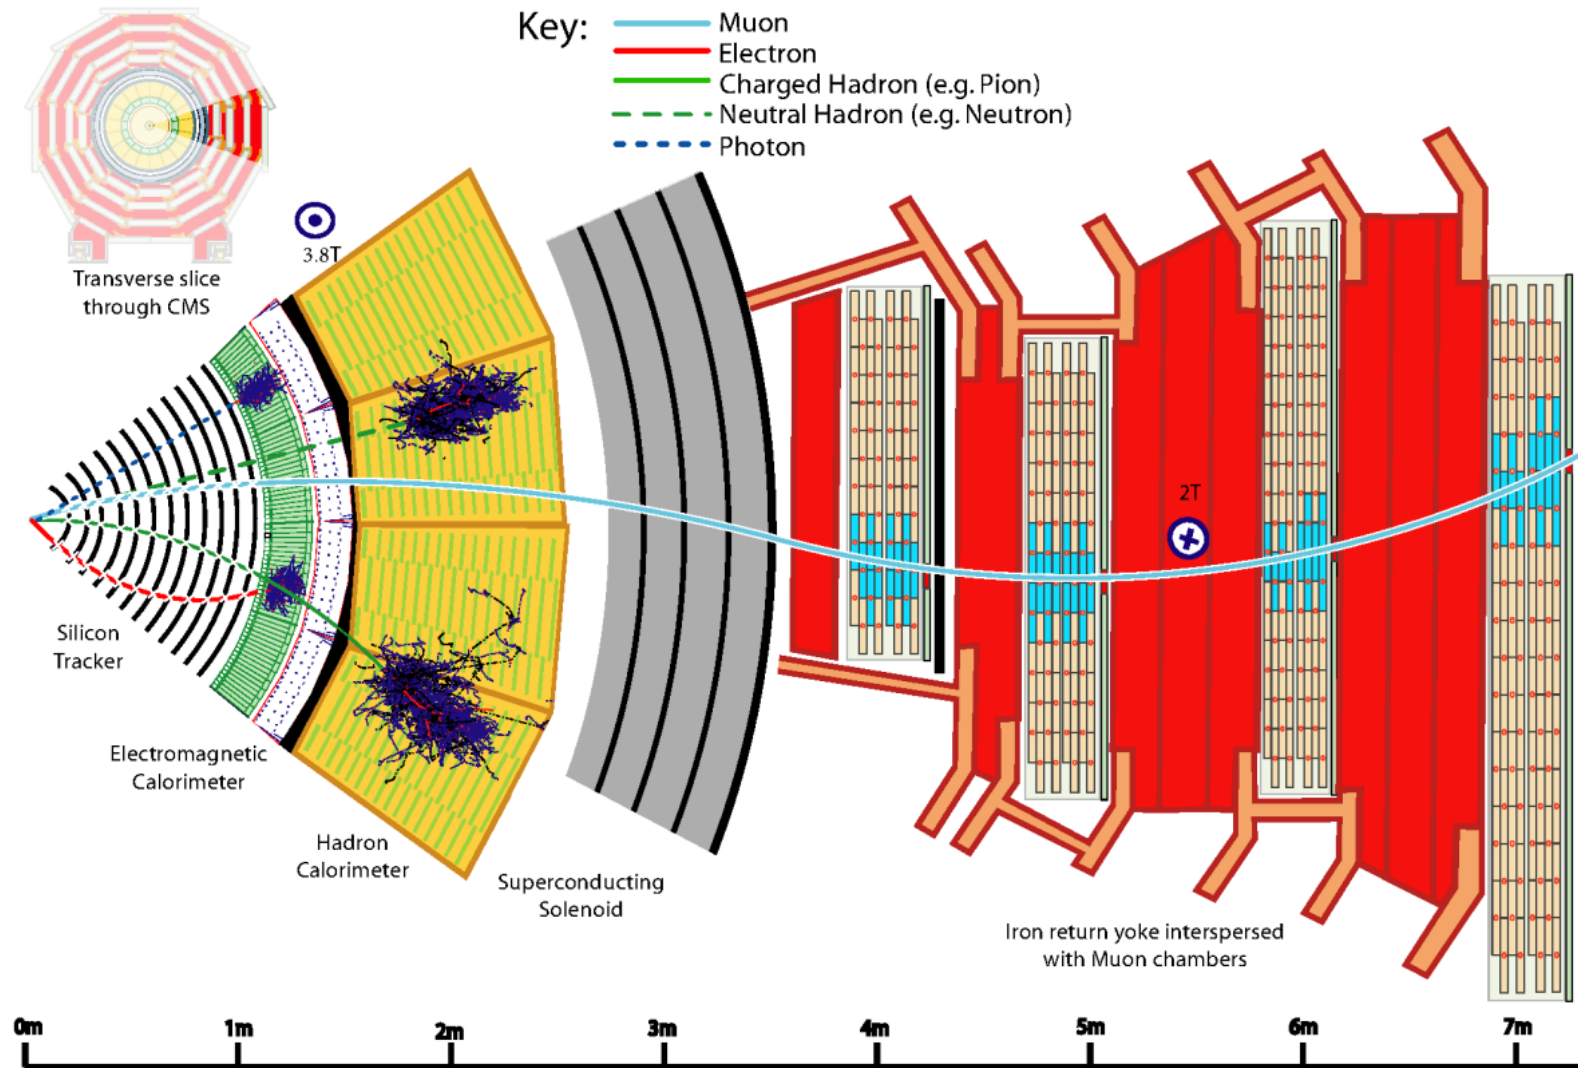 Key:
Muon
Electron
Charged Hadron (e.g. Pion)
Neutral Hadron (e.g. Neutron)
Photon
Transverse slice
through CMS
3.8T
2T
Silicon
Tracker
Electromagnetic
Calorimeter
Hadron
Calorimeter
Superconducting
Solenoid
Iron return yoke interspersed
with Muon chambers
0m 1m 2m 3m 4m 5m 6m 7m